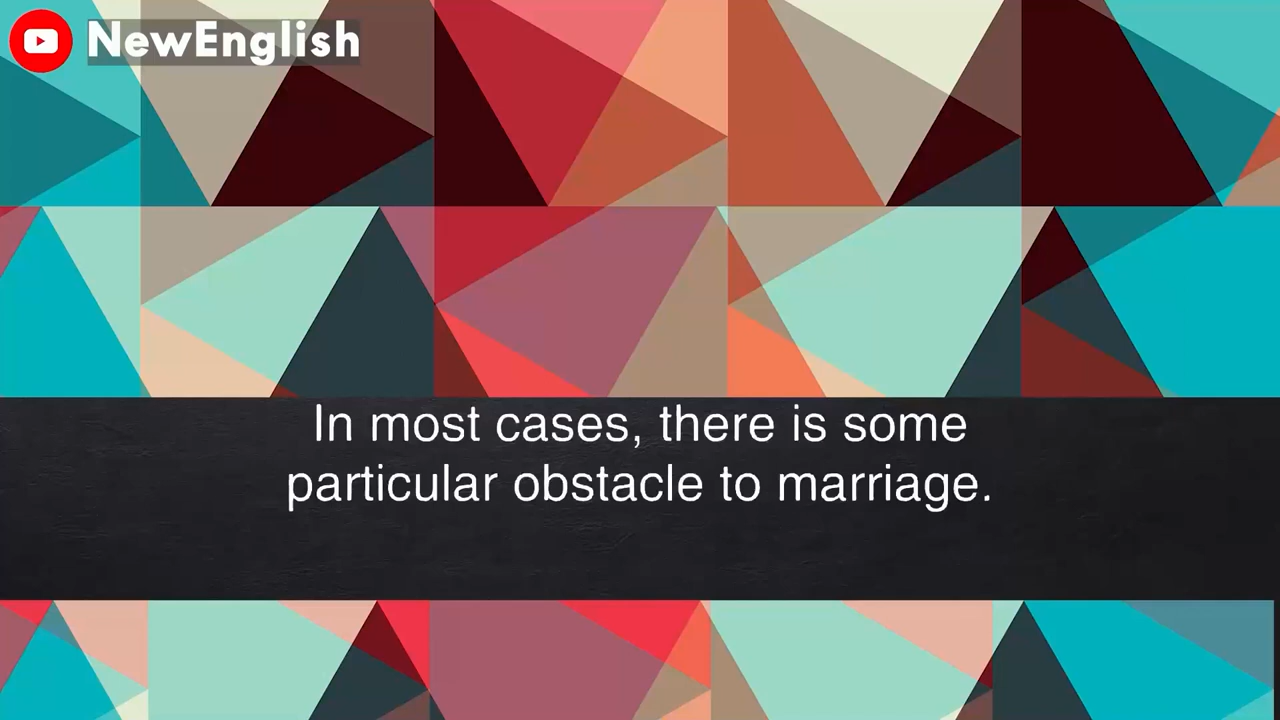 NewEnglish
In most cases, there is some
particular obstacle to marriage.